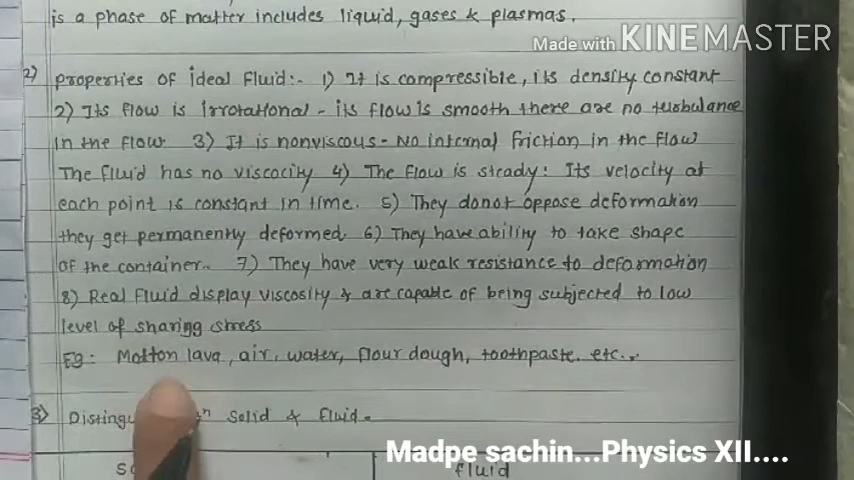 is a phase of matter includes liquid, gases & plasmas.
Made with KINEMASTER
2) properties of ideal fluid:- 1) It is compressible, its density constant
2) Its flow is irrotational - its flow is smooth there are no turbulance
in the flow. 3) It is nonviscous - No internal friction in the flow
The fluid has no viscocity 4) The flow is steady: Its velocity at
each point is constant in time. 5) They donot oppose deformation
they get permanently deformed 6) They have ability to take shape
of the container.. 7) They have very weak resistance to deformation
8) Real fluid display viscosity & are capable of being subjected to low
level of sharing stress
Eg: Molton lava, air, water, flour dough, toothpaste. etc..
3) Distingu n solid & fluid.
Madpe sachin...Physics XII....
fluid